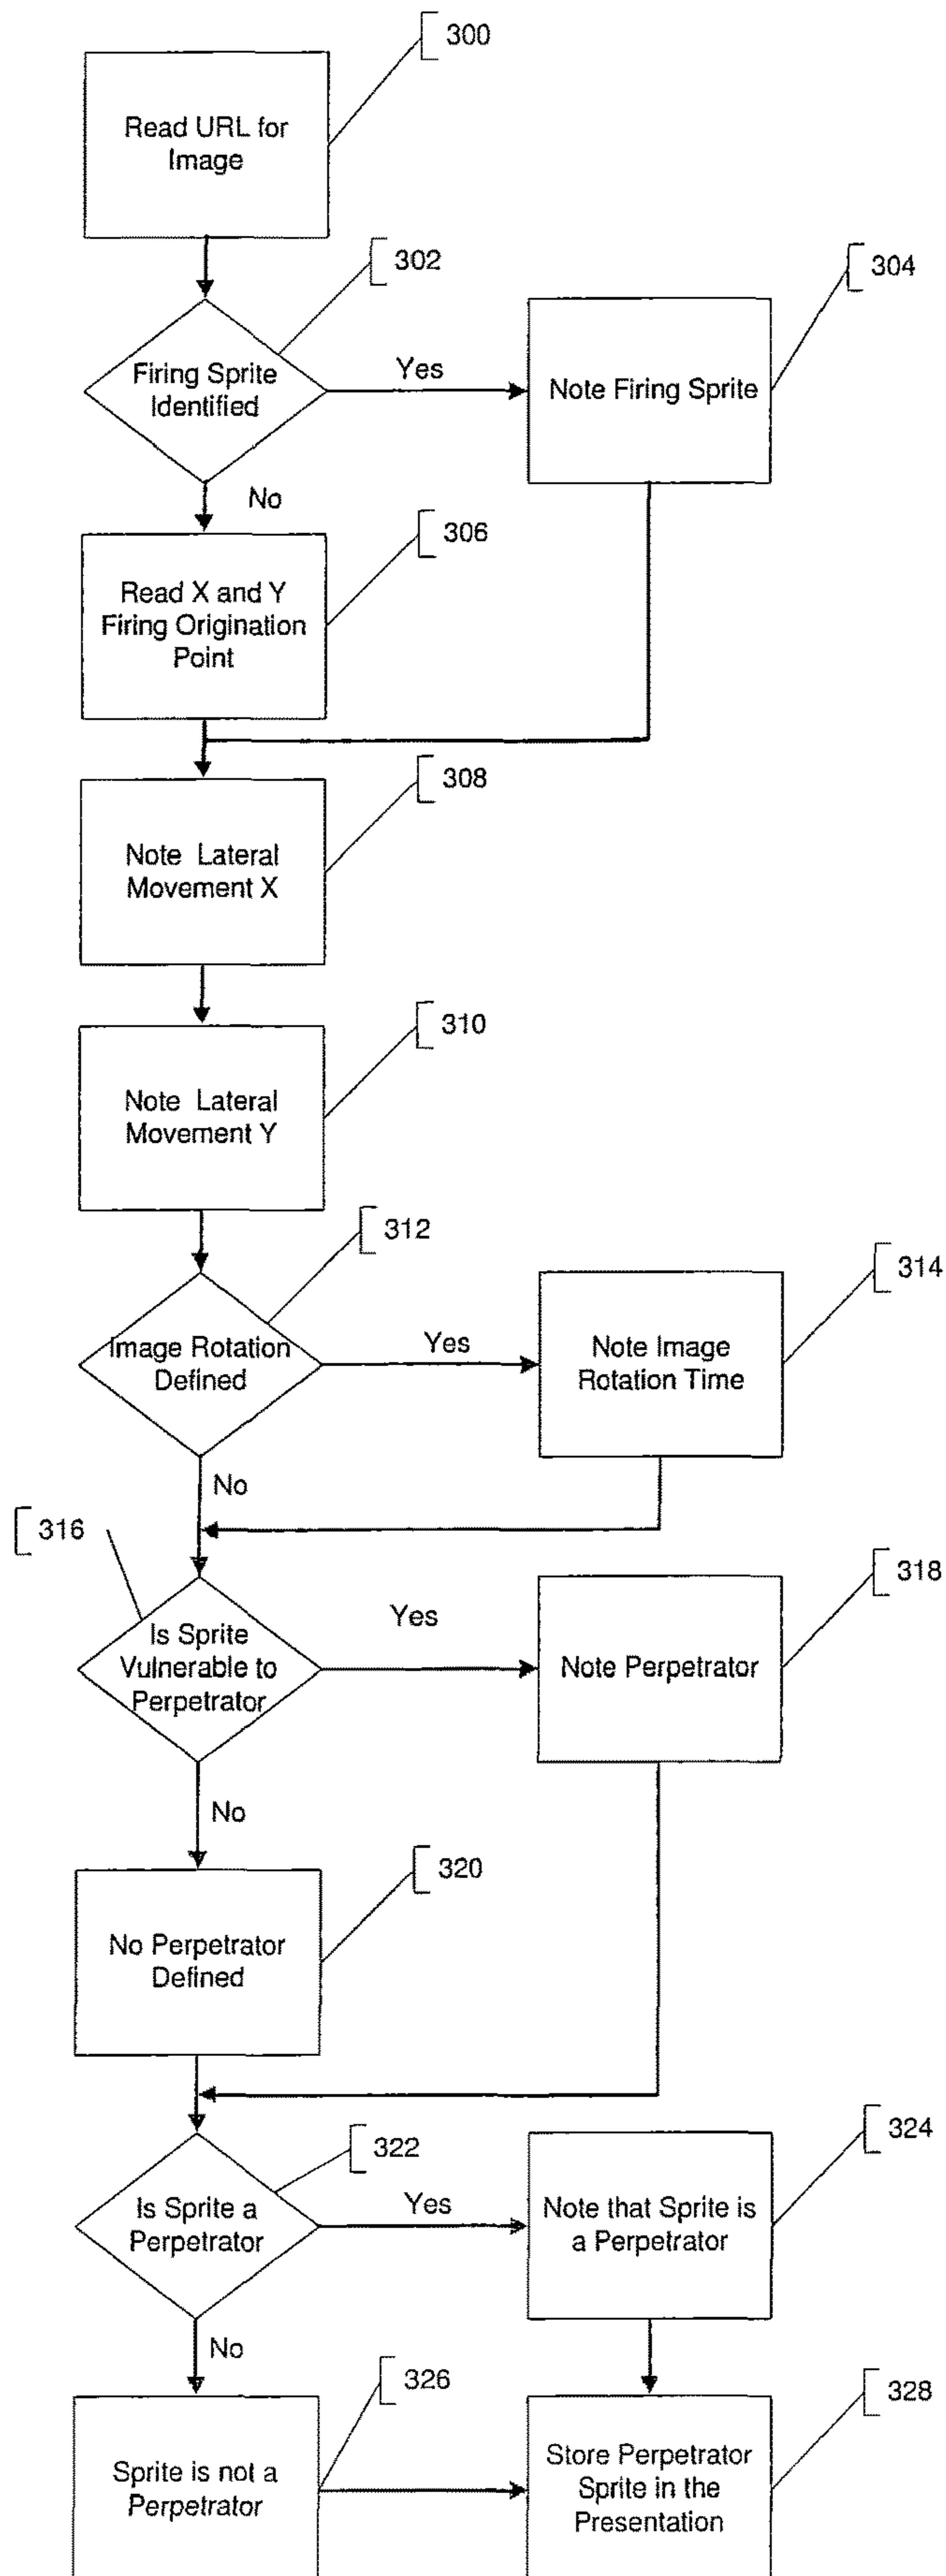 300
Read URL for
Image
302
304
Firing Sprite
Identified
Yes
Note Firing Sprite
No
306
Read X and Y
Firing Origination
Point
308
Note Lateral
Movement X
310
Note Lateral
Movement Y
312
314
Image Rotation
Defined
Yes
Note Image
Rotation Time
No
316
318
Is Sprite
Vulnerable to
Perpetrator
Yes
Note Perpetrator
No
320
No Perpetrator
Defined
322
324
Is Sprite a
Perpetrator
Yes
Note that Sprite is
a Perpetrator
No
326
328
Sprite is not a
Perpetrator
Store Perpetrator
Sprite in the
Presentation